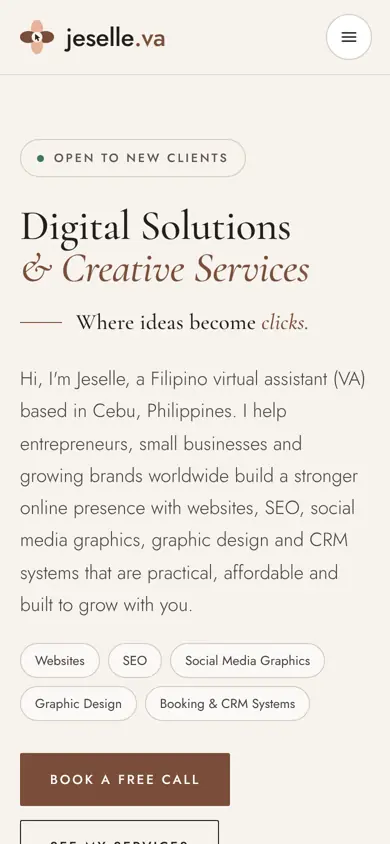 jeselle.va
OPEN TO NEW CLIENTS
Digital Solutions
& Creative Services
Where ideas become clicks.
Hi, I'm Jeselle, a Filipino virtual assistant (VA)
based in Cebu, Philippines. I help
entrepreneurs, small businesses and
growing brands worldwide build a stronger
online presence with websites, SEO, social
media graphics, graphic design and CRM
systems that are practical, affordable and
built to grow with you.
Websites SEO Social Media Graphics
Graphic Design Booking & CRM Systems
BOOK A FREE CALL
SEE MY SERVICES